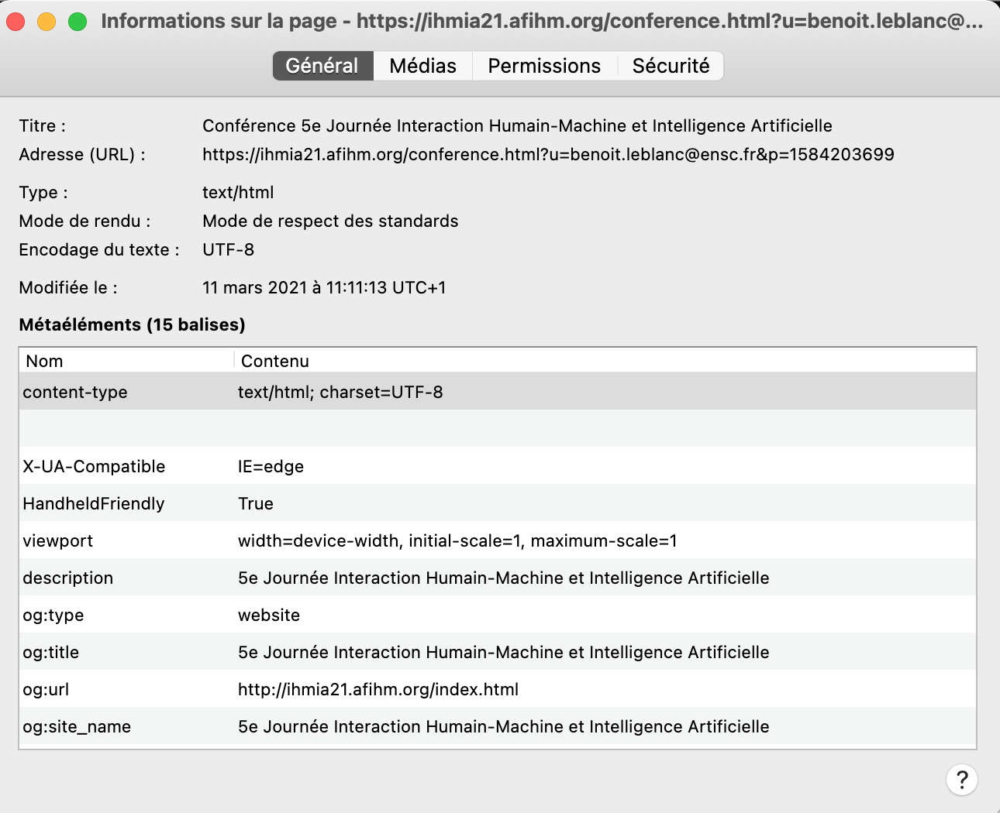 Informations sur la page - https://ihmia21.afihm.org/conference.html?u=benoit.leblanc@...
Général Médias Permissions Sécurité
Titre : Conférence 5e Journée Interaction Humain-Machine et Intelligence Artificielle
Adresse (URL) : https://ihmia21.afihm.org/conference.html?u=benoit.leblanc@ensc.fr&p=1584203699
Type : text/html
Mode de rendu : Mode de respect des standards
Encodage du texte : UTF-8
Modifiée le : 11 mars 2021 à 11:11:13 UTC+1
Métaéléments (15 balises)
Nom Contenu
content-type text/html; charset=UTF-8
X-UA-Compatible IE=edge
HandheldFriendly True
viewport width=device-width, initial-scale=1, maximum-scale=1
description 5e Journée Interaction Humain-Machine et Intelligence Artificielle
og:type website
og:title 5e Journée Interaction Humain-Machine et Intelligence Artificielle
og:url http://ihmia21.afihm.org/index.html
og:site_name 5e Journée Interaction Humain-Machine et Intelligence Artificielle
?